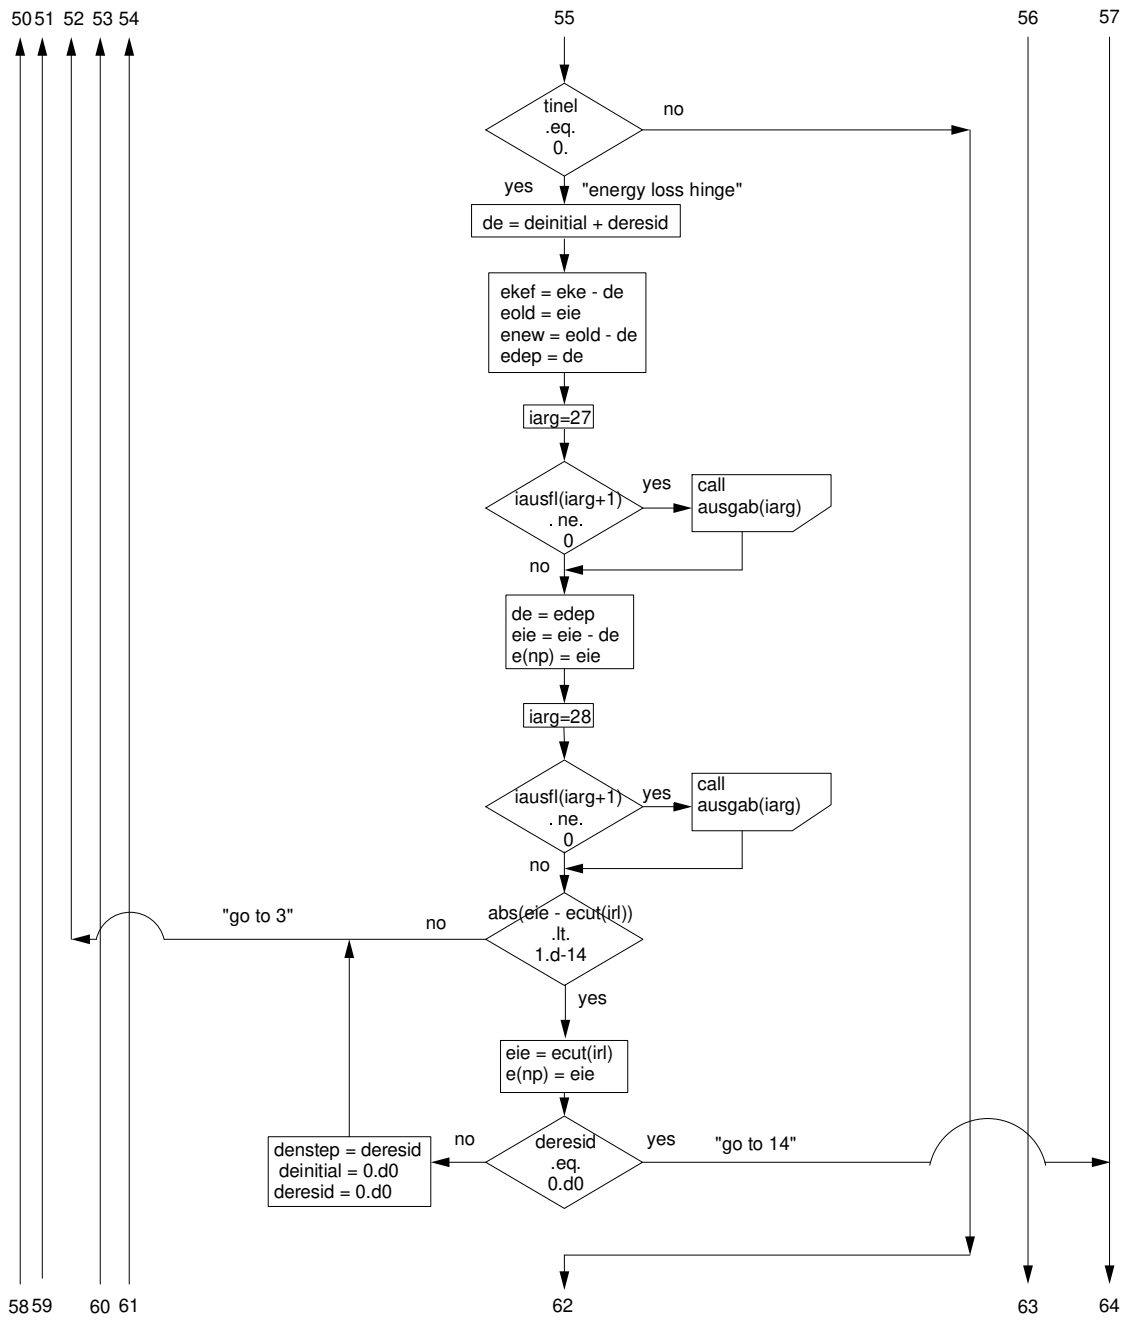 50 51 52 53 54 55 56 57
tinel
.eq.
0.
no
yes
"energy loss hinge"
de = deinitial + deresid
ekef = eke - de
eold = eie
enew = eold - de
edep = de
iarg=27
iausfl(iarg+1)
. ne.
0
yes
call
ausgab(iarg)
no
de = edep
eie = eie - de
e(np) = eie
iarg=28
iausfl(iarg+1)
. ne.
0
yes
call
ausgab(iarg)
no
abs(eie - ecut(irl))
.lt.
1.d-14
no
"go to 3"
yes
eie = ecut(irl)
e(np) = eie
deresid
.eq.
0.d0
no
yes
"go to 14"
denstep = deresid
deinitial = 0.d0
deresid = 0.d0
58 59 60 61 62 63 64